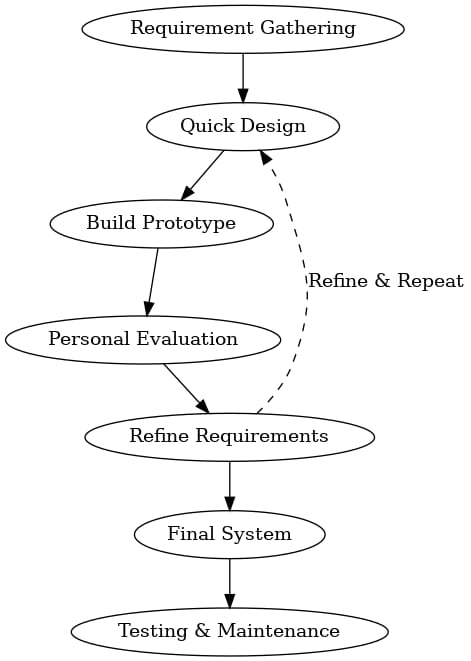 Requirement Gathering
Quick Design
Build Prototype
Refine & Repeat
Personal Evaluation
Refine Requirements
Final System
Testing & Maintenance